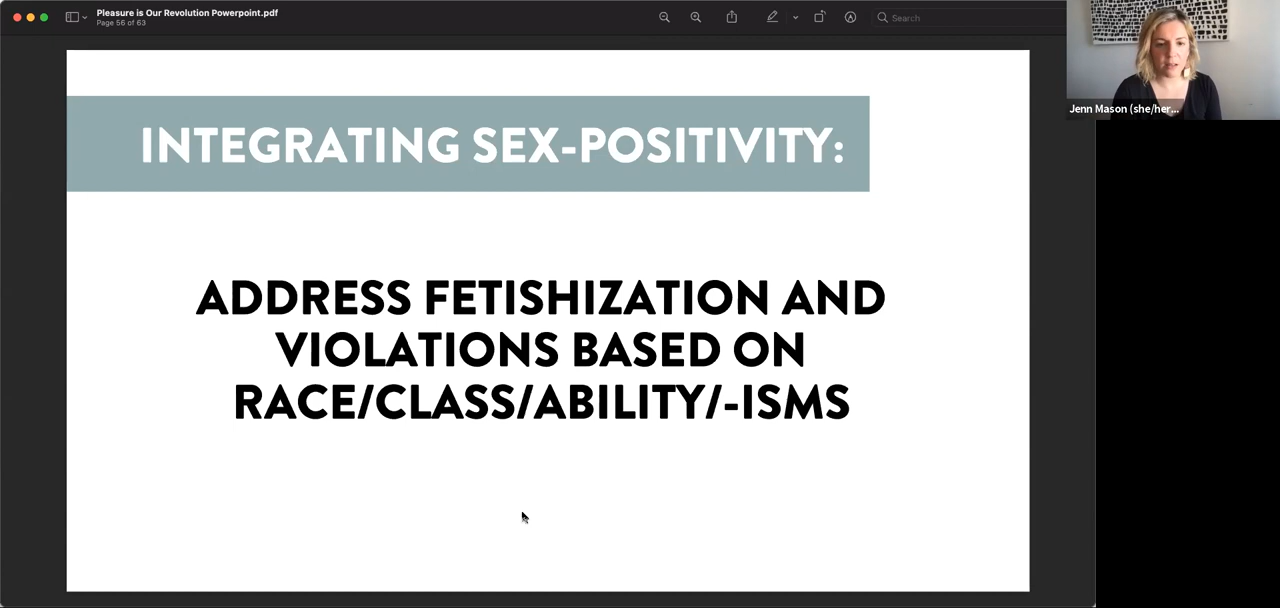 Pleasure is Our Revolution Powerpoint.pdf
Page 56 of 63
Search
Jenn Mason (she/her...
INTEGRATING SEX-POSITIVITY:
ADDRESS FETISHIZATION AND
VIOLATIONS BASED ON
RACE/CLASS/ABILITY/-ISMS